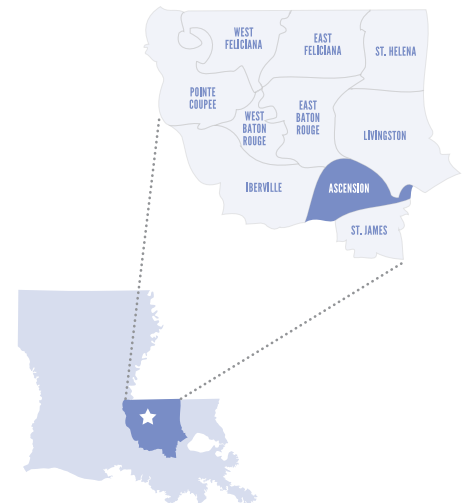 WEST
FELICIANA
EAST
FELICIANA
ST. HELENA
POINTE
COUPEE
WEST
BATON
ROUGE
EAST
BATON
ROUGE
LIVINGSTON
IBERVILLE
ASCENSION
ST. JAMES